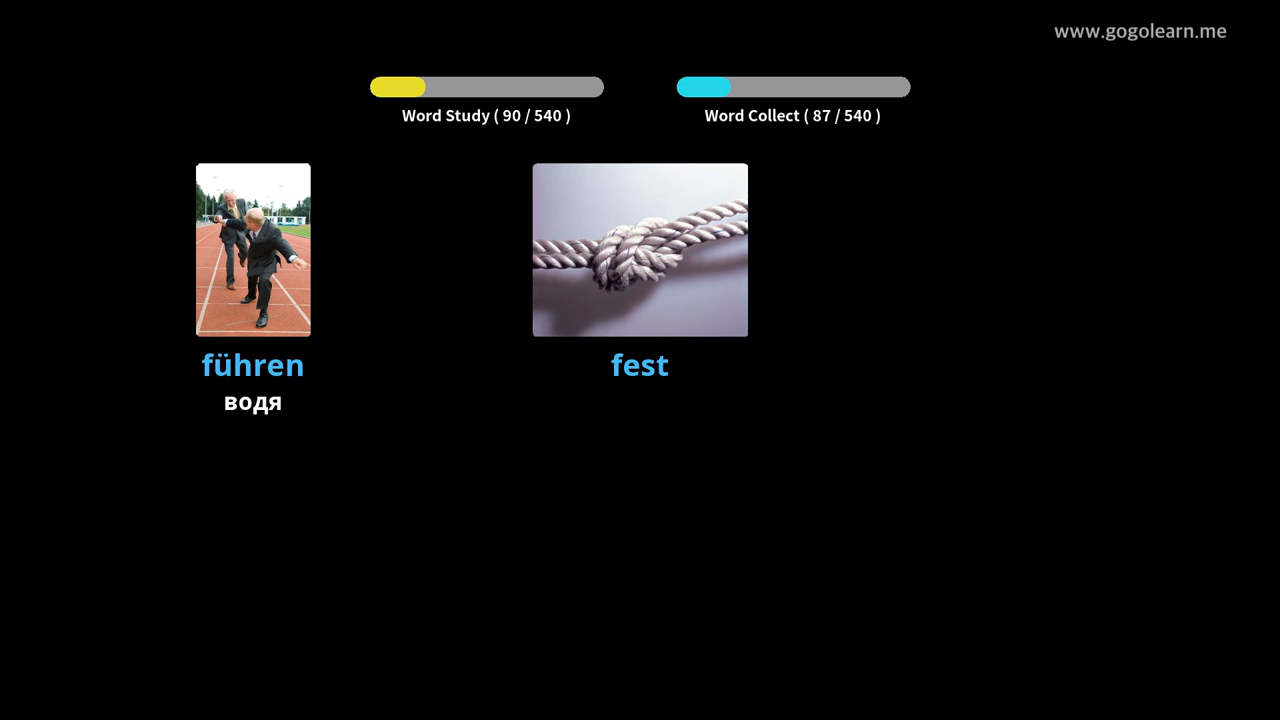 www.gogolearn.me
Word Study ( 90 / 540 )
Word Collect ( 87 / 540 )
führen
fest
водя